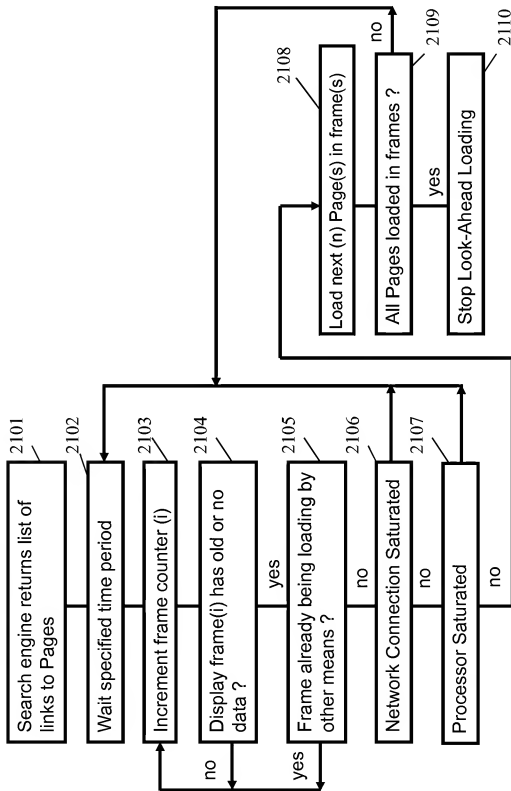 Search engine returns list of
links to Pages
2101
Wait specified time period
2102
Increment frame counter (i)
2103
Display frame(i) has old or no
data ?
2104
no
yes
Frame already being loading by
other means ?
2105
yes
no
Network Connection Saturated
2106
no
Processor Saturated
2107
no
Load next (n) Page(s) in frame(s)
2108
All Pages loaded in frames ?
2109
no
yes
Stop Look-Ahead Loading
2110